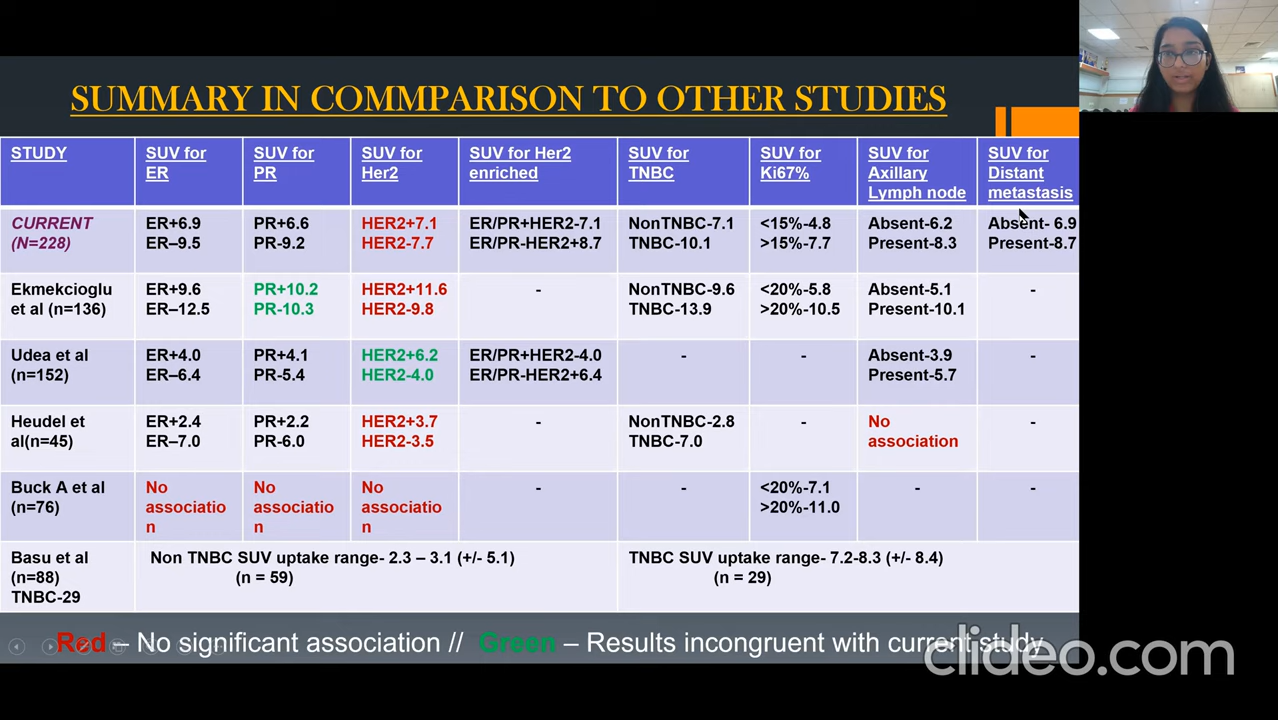 SUMMARY IN COMMPARISON TO OTHER STUDIES
STUDY
SUV for
ER
SUV for
PR
SUV for
Her2
SUV for Her2
enriched
SUV for
TNBC
SUV for
Ki67%
SUV for
Axillary
Lymph node
SUV for
Distant
metastasis
CURRENT
(N=228)
ER+6.9
ER–9.5
PR+6.6
PR-9.2
HER2+7.1
HER2-7.7
ER/PR+HER2-7.1
ER/PR-HER2+8.7
NonTNBC-7.1
TNBC-10.1
<15%-4.8
>15%-7.7
Absent-6.2
Present-8.3
Absent- 6.9
Present-8.7
Ekmekcioglu
et al (n=136)
ER+9.6
ER–12.5
PR+10.2
PR-10.3
HER2+11.6
HER2-9.8
-
NonTNBC-9.6
TNBC-13.9
<20%-5.8
>20%-10.5
Absent-5.1
Present-10.1
-
Udea et al
(n=152)
ER+4.0
ER–6.4
PR+4.1
PR-5.4
HER2+6.2
HER2-4.0
ER/PR+HER2-4.0
ER/PR-HER2+6.4
-
-
Absent-3.9
Present-5.7
-
Heudel et
al(n=45)
ER+2.4
ER–7.0
PR+2.2
PR-6.0
HER2+3.7
HER2-3.5
-
NonTNBC-2.8
TNBC-7.0
-
No
association
-
Buck A et al
(n=76)
No
associatio
n
No
associatio
n
No
associatio
n
-
-
<20%-7.1
>20%-11.0
-
-
Basu et al
(n=88)
TNBC-29
Non TNBC SUV uptake range- 2.3 – 3.1 (+/- 5.1)
(n = 59)
TNBC SUV uptake range- 7.2-8.3 (+/- 8.4)
(n = 29)
Red – No significant association // Green – Results incongruent with current study
clideo.com